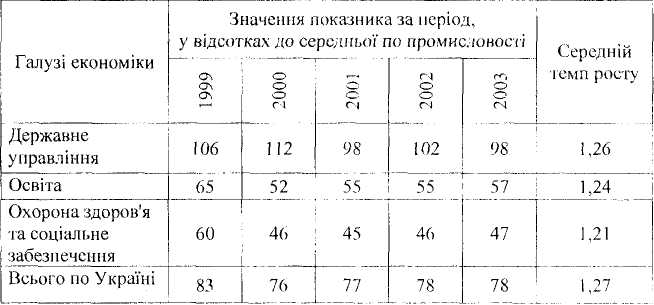 Галузі економіки
Значення показника за період,
у відсотках до середньої по промисловості
Середній
темп росту
1999 2000 2001 2002 2003
Державне
управління 106 112 98 102 98 1,26
Освіта 65 52 55 55 57 1,24
Охорона здоров'я
та соціальне
забезпечення 60 46 45 46 47 1,21
Всього по Україні 83 76 77 78 78 1,27